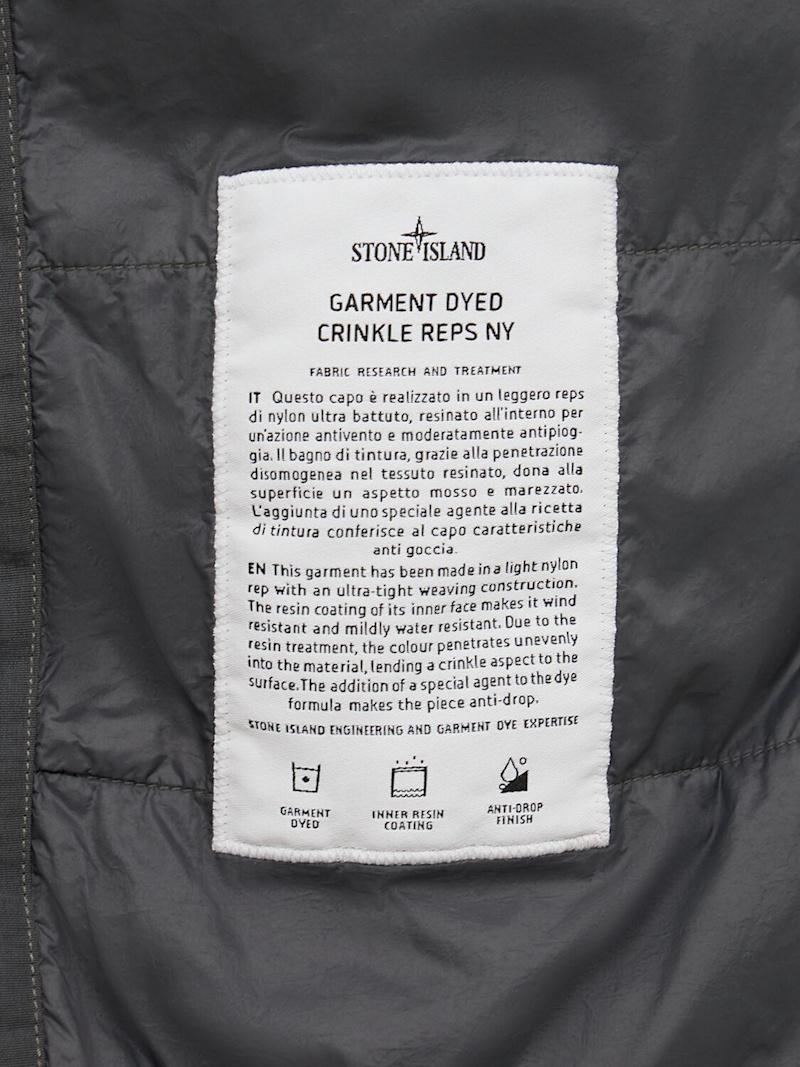 STONE ISLAND
GARMENT DYED
CRINKLE REPS NY
FABRIC RESEARCH AND TREATMENT
IT Questo capo è realizzato in un leggero reps
di nylon ultra battuto, resinato all'interno per
un'azione antivento e moderatamente antipiog-
gia. Il bagno di tintura, grazie alla penetrazione
disomogenea nel tessuto resinato, dona alla
superficie un aspetto mosso e marezzato.
L'aggiunta di uno speciale agente alla ricetta
di tintura conferisce al capo caratteristiche
anti goccia.
EN This garment has been made in a light nylon
rep with an ultra-tight weaving construction.
The resin coating of its inner face makes it wind
resistant and mildly water resistant. Due to the
resin treatment, the colour penetrates unevenly
into the material, lending a crinkle aspect to the
surface. The addition of a special agent to the dye
formula makes the piece anti-drop.
STONE ISLAND ENGINEERING AND GARMENT DYE EXPERTISE
GARMENT
DYED
INNER RESIN
COATING
ANTI-DROP
FINISH